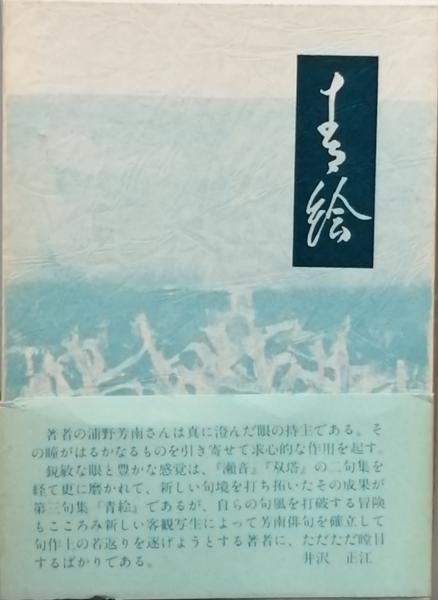 青絵
著者の浦野芳南さんは真に澄んだ眼の持主である。そ
の瞳がはるかなるものを引き寄せて求心的な作用を起す。
鋭敏な眼と豊かな感覚は、『瀬音』『双塔』の二句集を
経て更に磨かれて、新しい句境を打ち拓いたその成果が
第三句集『青絵』であるが、自らの句風を打破する冒険
もこころみ新しい客観写生によって芳南俳句を確立して
句作上の若返りを遂げようとする著者に、ただただ瞠目
するばかりである。 井沢 正江